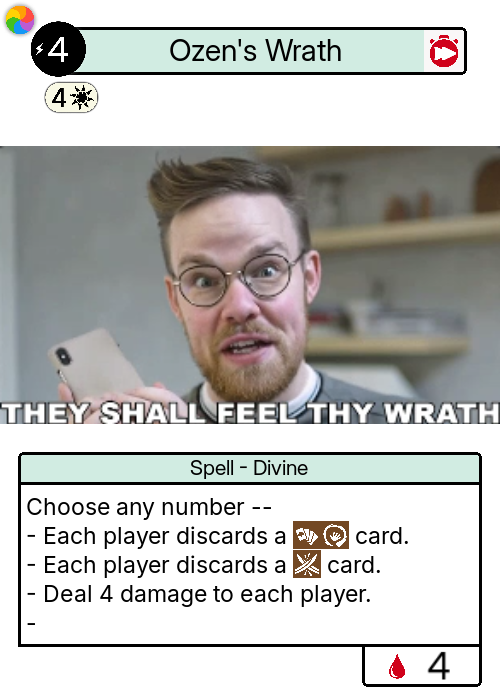 4
Ozen's Wrath
4
THEY SHALL FEEL THY WRATH
Spell - Divine
Choose any number --
- Each player discards a card.
- Each player discards a card.
- Deal 4 damage to each player.
-
4